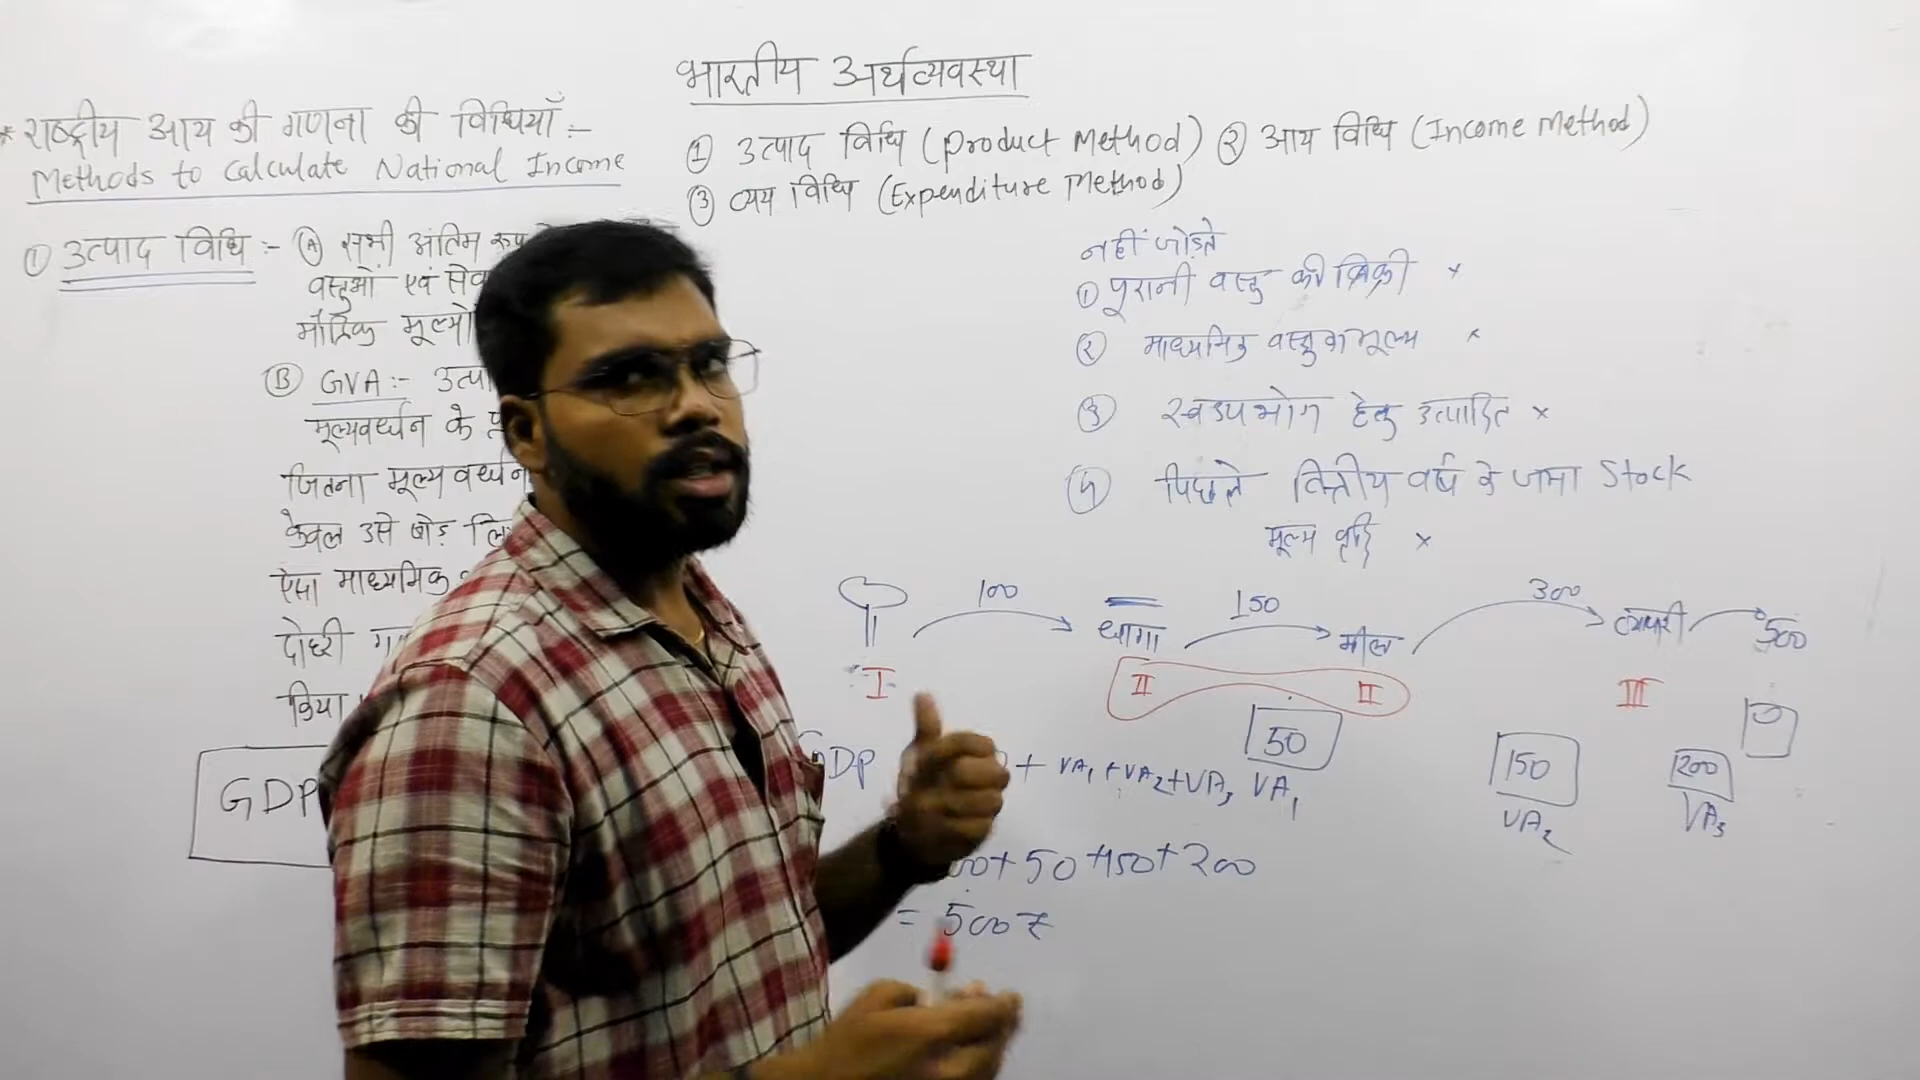 भारतीय अर्थव्यवस्था
* राष्ट्रीय आय की गणना की विधियाँ :-
Methods to Calculate National Income
① उत्पाद विधि (Product Method) ② आय विधि (Income Method)
③ व्यय विधि (Expenditure Method)
① उत्पाद विधि :- Ⓐ सभी अंतिम रूप
वस्तुओं एवं
मौद्रिक
Ⓑ GVA :-
मूल्यवर्धन के
जितना मूल्य वर्धन
केवल उसे जोड़
ऐसा माध्यमिक
दोहरी
किया
GDP
नहीं जोड़ते
① पुरानी वस्तु की बिक्री ×
② माध्यमिक वस्तु का मूल्य ×
③ स्वउपभोग हेतु उत्पादित ×
④ पिछले वित्तीय वर्ष के जमा Stock
मूल्य वृद्धि ×
100 धागा 150 मील 300 व्यापारी 500
I II II III
50 150 200
VA₁ VA₂ VA₃
GDP + VA₁ + VA₂ + VA₃
+ 50 + 150 + 200
= 500 ₹